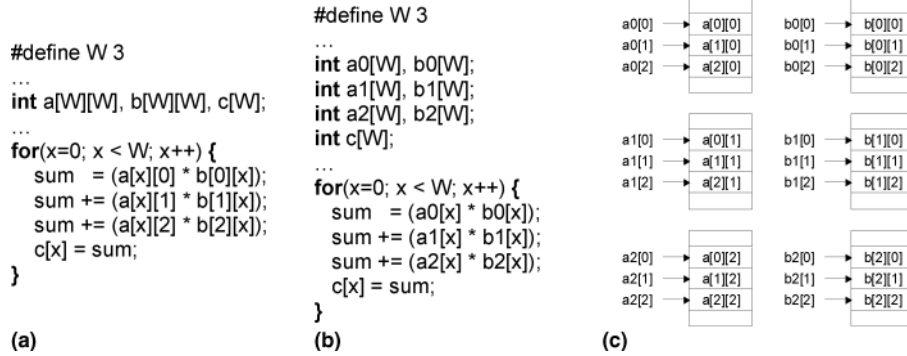 #define W 3
…
int a[W][W], b[W][W], c[W];
…
for(x=0; x < W; x++) {
sum = (a[x][0] * b[0][x]);
sum += (a[x][1] * b[1][x]);
sum += (a[x][2] * b[2][x]);
c[x] = sum;
}
(a)
#define W 3
…
int a0[W], b0[W];
int a1[W], b1[W];
int a2[W], b2[W];
int c[W];
…
for(x=0; x < W; x++) {
sum = (a0[x] * b0[x]);
sum += (a1[x] * b1[x]);
sum += (a2[x] * b2[x]);
c[x] = sum;
}
(b)
a0[0] a[0][0] b0[0] b[0][0]
a0[1] a[1][0] b0[1] b[0][1]
a0[2] a[2][0] b0[2] b[0][2]
a1[0] a[0][1] b1[0] b[1][0]
a1[1] a[1][1] b1[1] b[1][1]
a1[2] a[2][1] b1[2] b[1][2]
a2[0] a[0][2] b2[0] b[2][0]
a2[1] a[1][2] b2[1] b[2][1]
a2[2] a[2][2] b2[2] b[2][2]
(c)